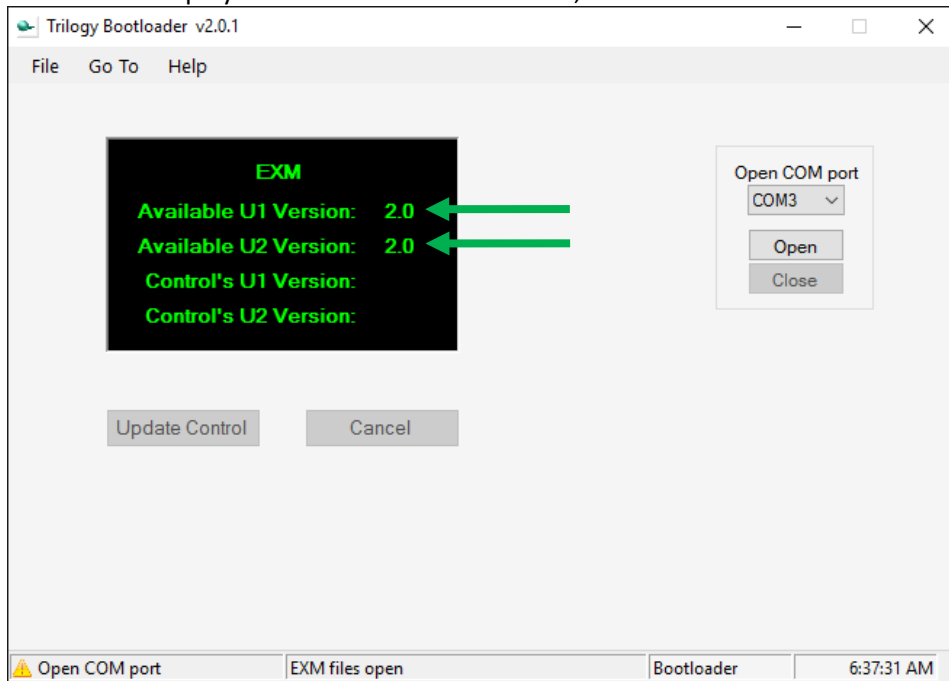 Trilogy Bootloader v2.0.1
File Go To Help
EXM
Available U1 Version: 2.0
Available U2 Version: 2.0
Control's U1 Version:
Control's U2 Version:
Open COM port
COM3
Open
Close
Update Control Cancel
Open COM port EXM files open Bootloader 6:37:31 AM